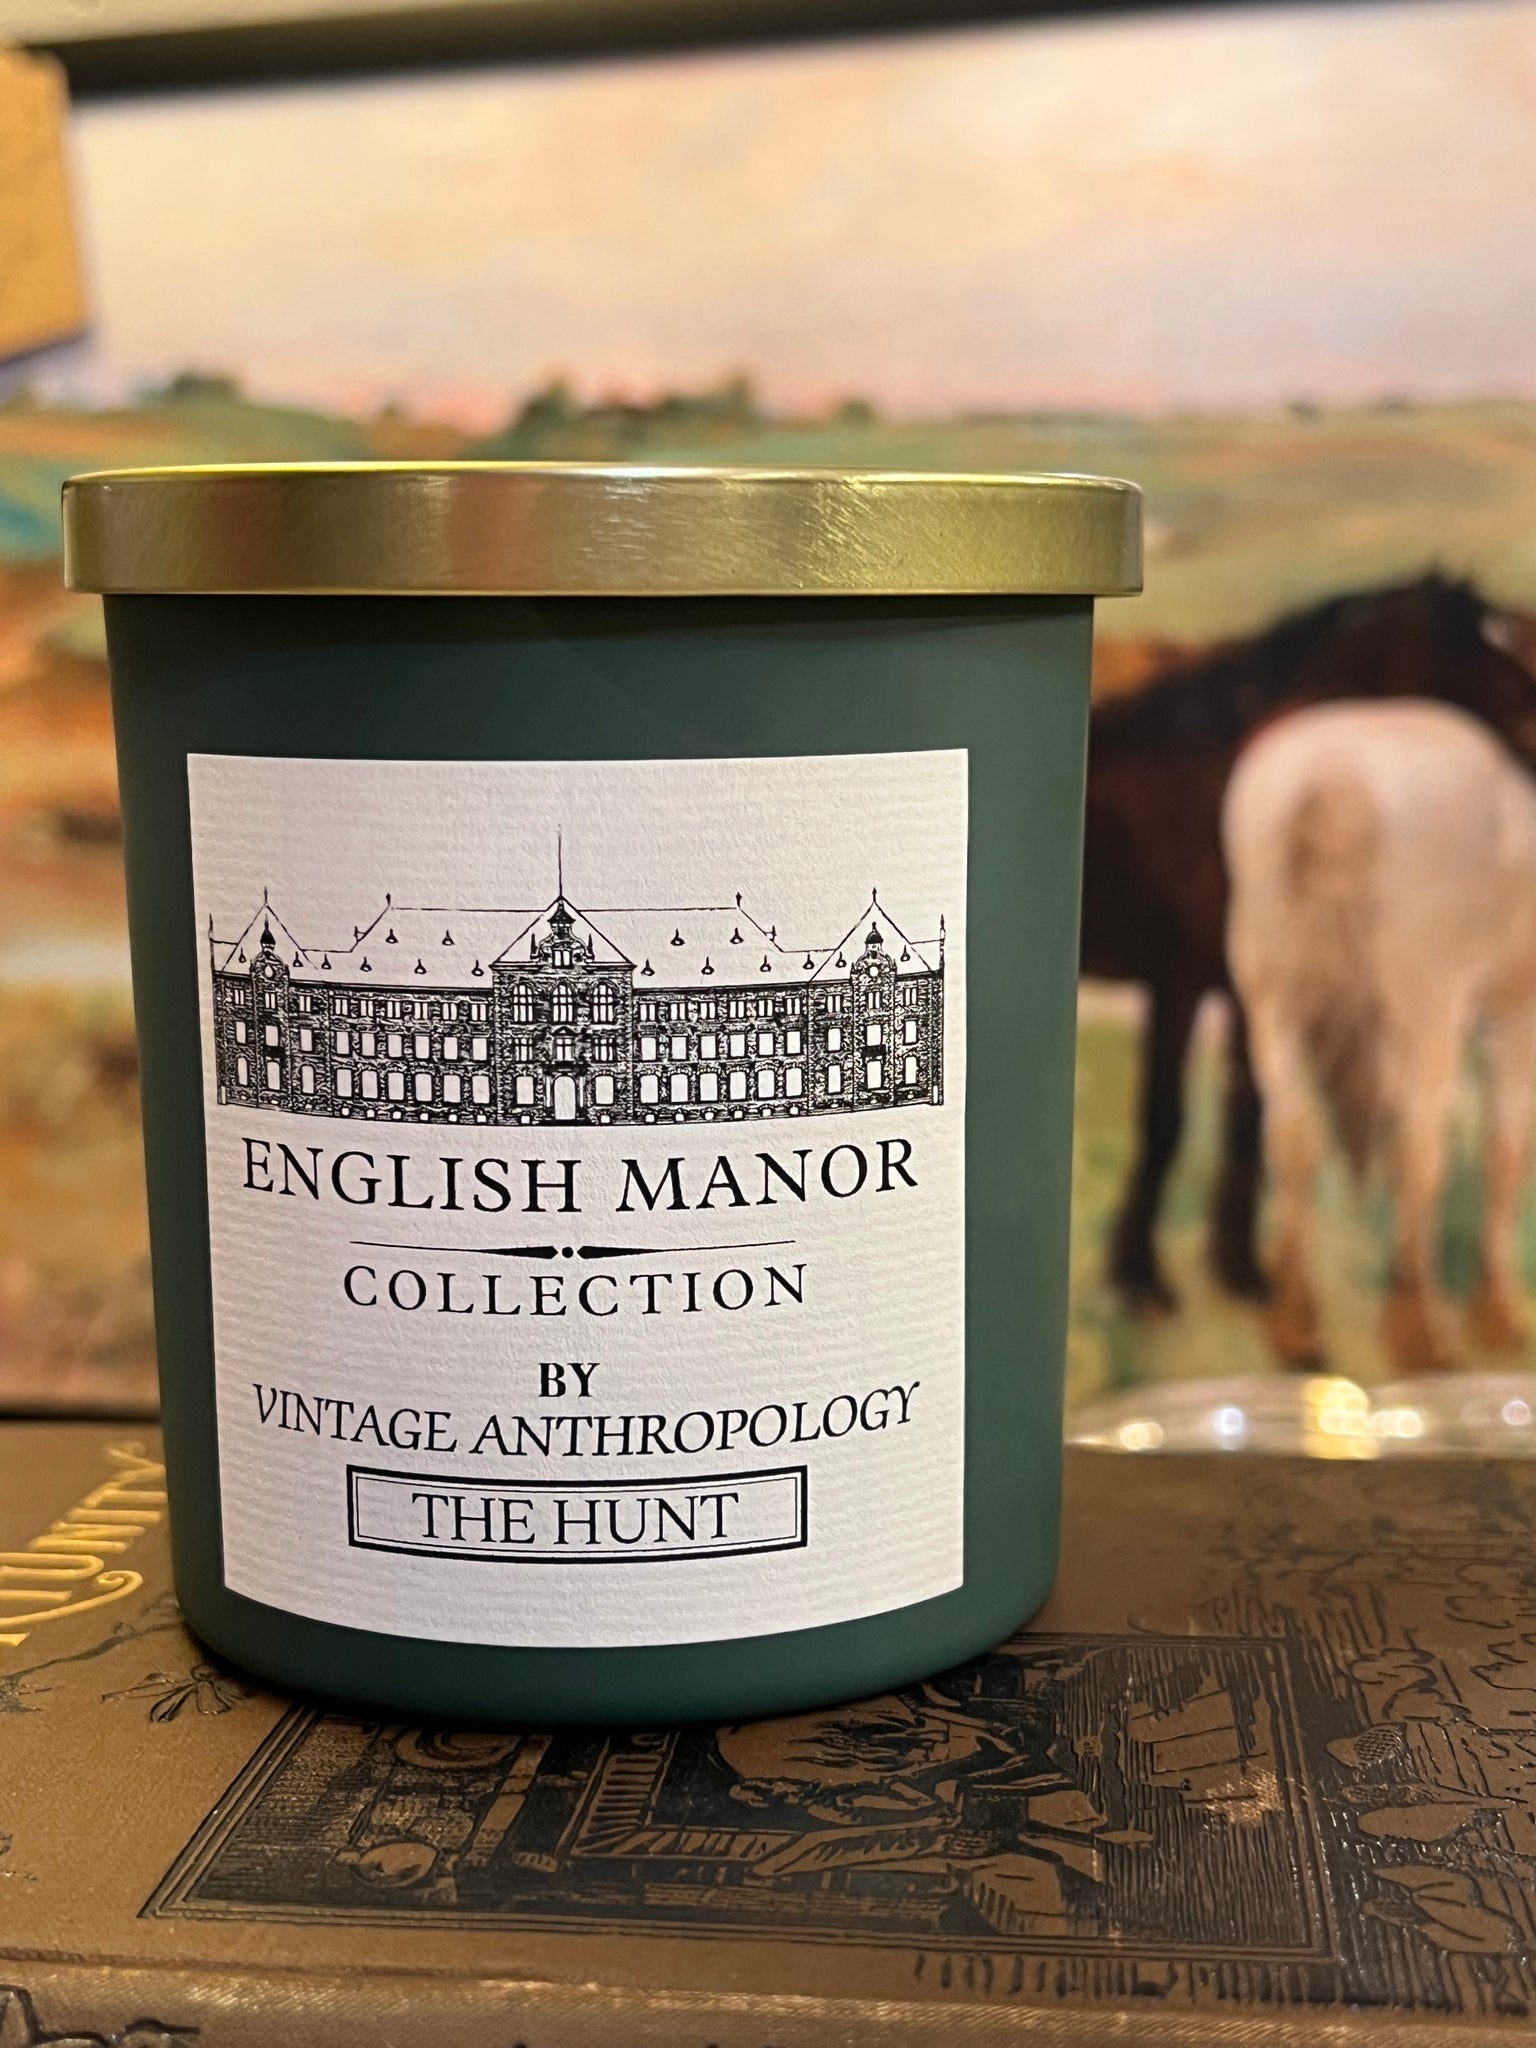 ENGLISH MANOR
COLLECTION
BY
VINTAGE ANTHROPOLOGY
THE HUNT